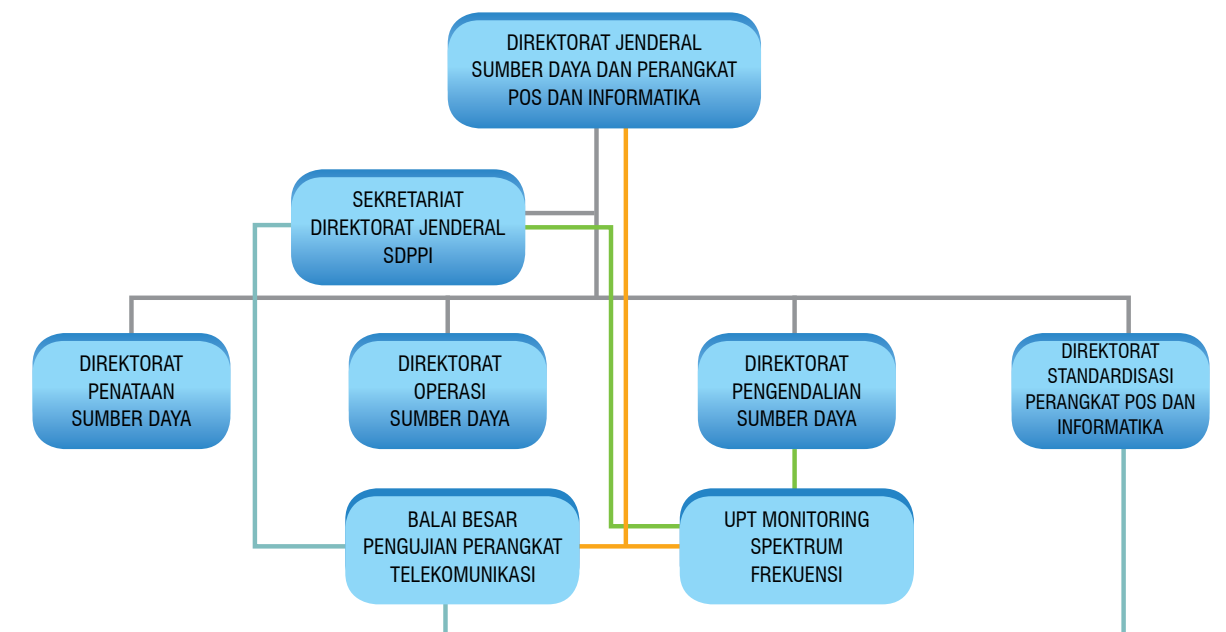 DIREKTORAT JENDERAL
SUMBER DAYA DAN PERANGKAT
POS DAN INFORMATIKA
SEKRETARIAT
DIREKTORAT JENDERAL
SDPPI
DIREKTORAT
PENATAAN
SUMBER DAYA
DIREKTORAT
OPERASI
SUMBER DAYA
DIREKTORAT
PENGENDALIAN
SUMBER DAYA
DIREKTORAT
STANDARDISASI
PERANGKAT POS DAN
INFORMATIKA
BALAI BESAR
PENGUJIAN PERANGKAT
TELEKOMUNIKASI
UPT MONITORING
SPEKTRUM
FREKUENSI